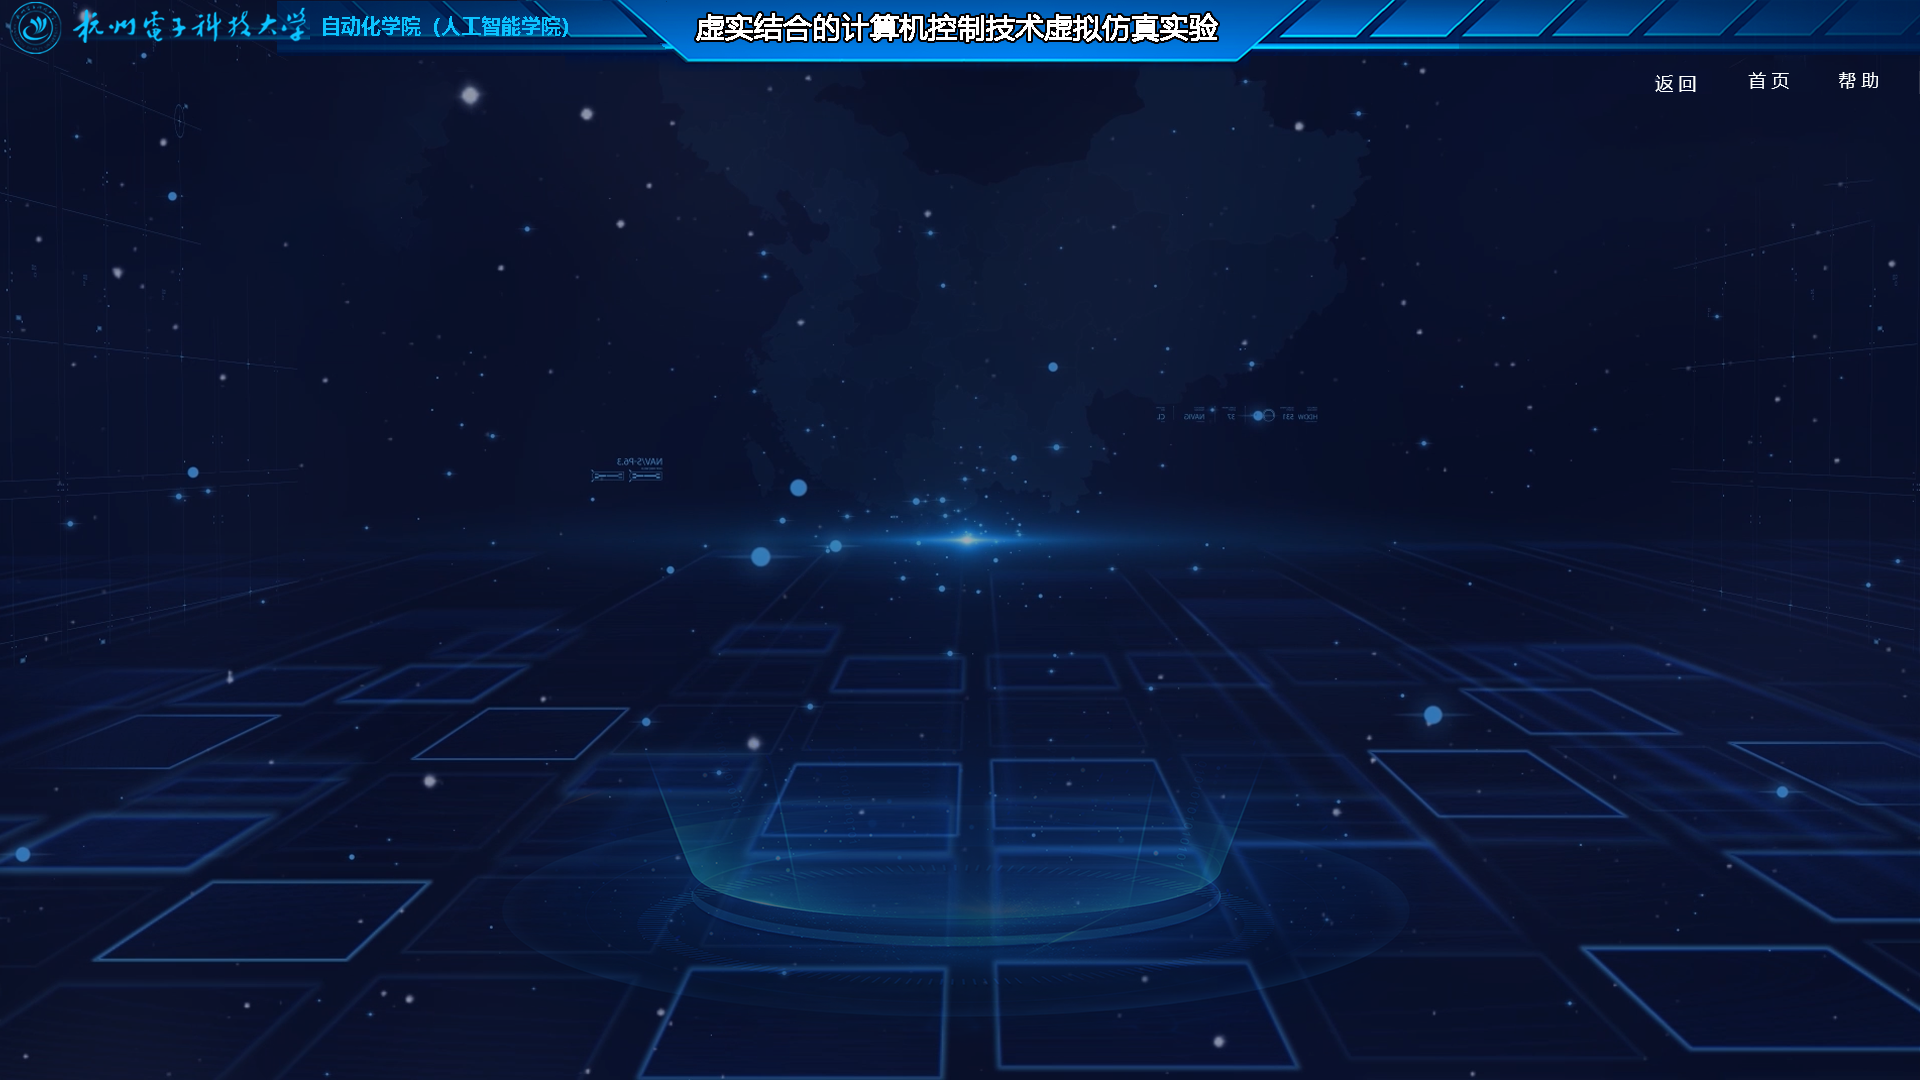 杭州電子科技大学
自动化学院（人工智能学院）
虚实结合的计算机控制技术虚拟仿真实验
返回
首页
帮助